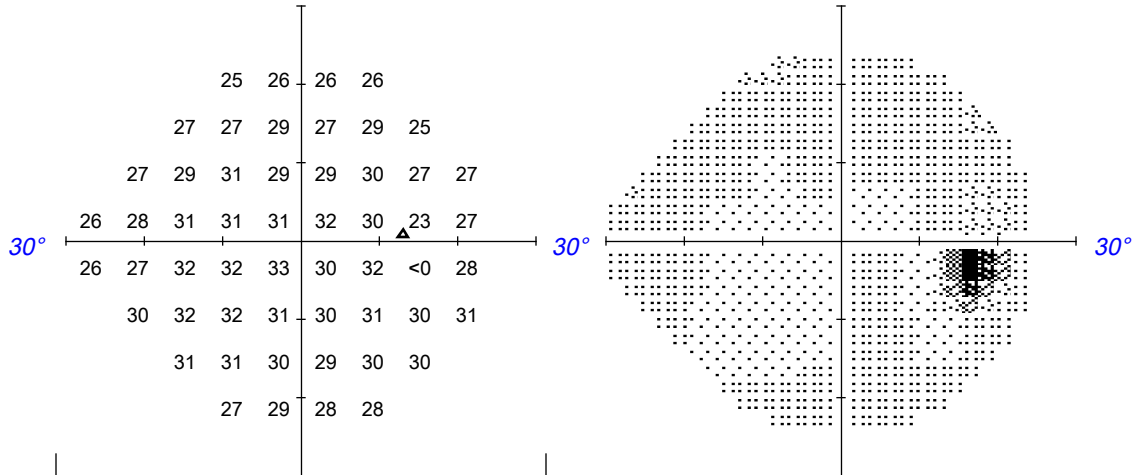 25 26 26 26
27 27 29 27 29 25
27 29 31 29 29 30 27 27
26 28 31 31 31 32 30 23 27
30° 30° 30°
26 27 32 32 33 30 32 <0 28
30 32 32 31 30 31 30 31
31 31 30 29 30 30
27 29 28 28